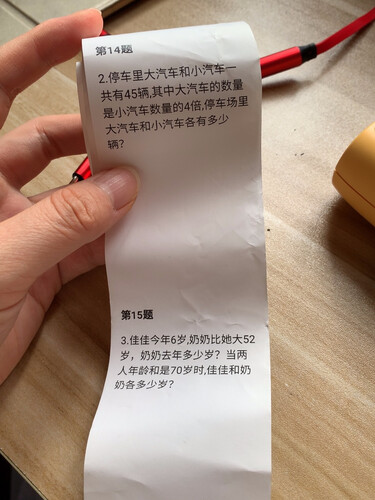 第14题
2.停车里大汽车和小汽车一
共有45辆,其中大汽车的数量
是小汽车数量的4倍,停车场里
大汽车和小汽车各有多少
辆?
第15题
3.佳佳今年6岁,奶奶比她大52
岁，奶奶去年多少岁？当两
人年龄和是70岁时,佳佳和奶
奶各多少岁?